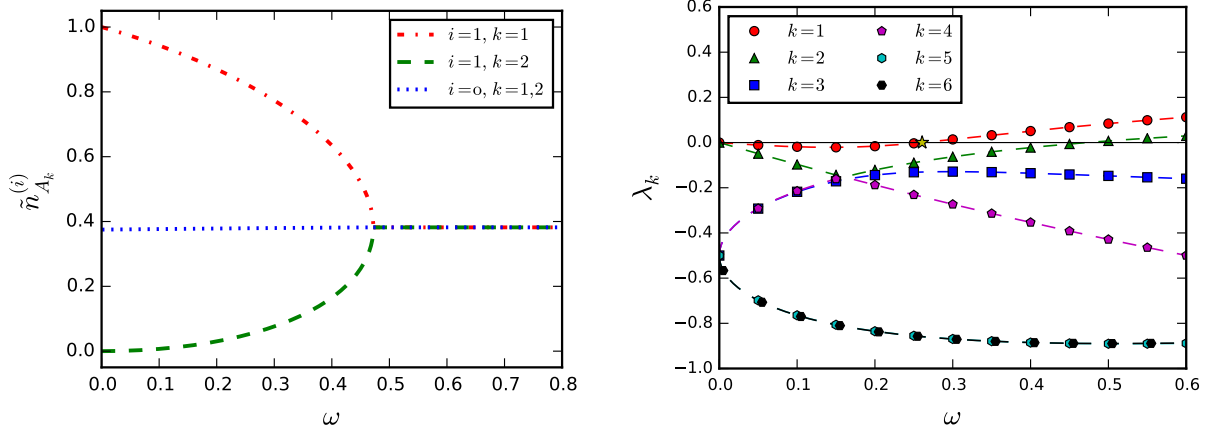 1.0
0.8
0.6
0.4
0.2
0.0
ñ_{A_k}^{(i)}
0.0 0.1 0.2 0.3 0.4 0.5 0.6 0.7 0.8
ω
i=1, k=1
i=1, k=2
i=o, k=1,2
0.6
0.4
0.2
0.0
−0.2
−0.4
−0.6
−0.8
−1.0
λ_k
0.0 0.1 0.2 0.3 0.4 0.5 0.6
ω
k=1
k=2
k=3
k=4
k=5
k=6